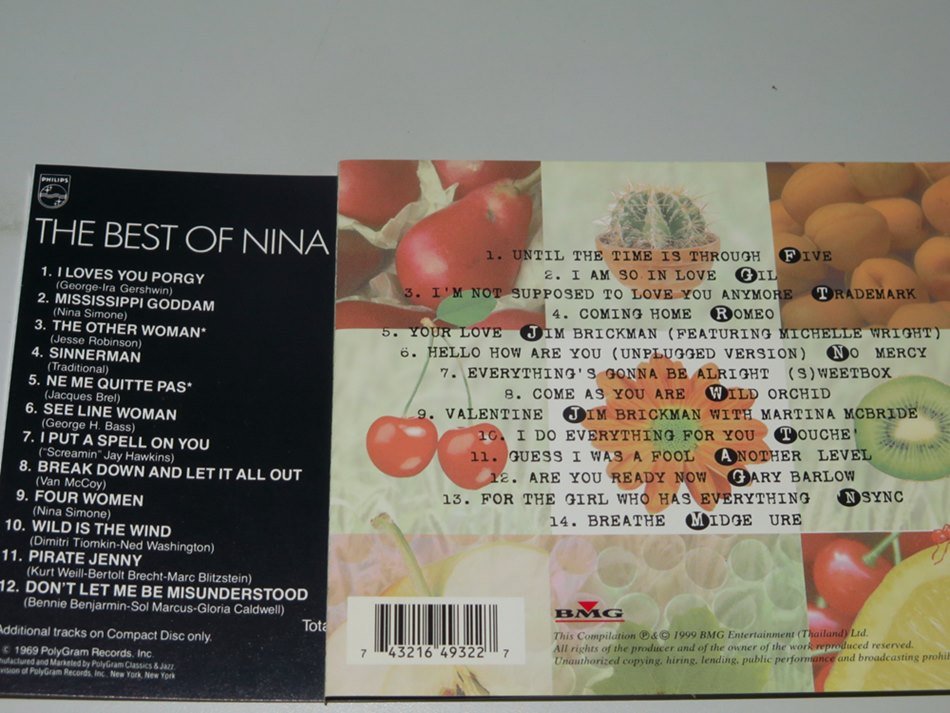 PHILIPS
THE BEST OF NINA
1. I LOVES YOU PORGY
(George-Ira Gershwin)
2. MISSISSIPPI GODDAM
(Nina Simone)
3. THE OTHER WOMAN*
(Jesse Robinson)
4. SINNERMAN
(Traditional)
5. NE ME QUITTE PAS*
(Jacques Brel)
6. SEE LINE WOMAN
(George H. Bass)
7. I PUT A SPELL ON YOU
("Screamin" Jay Hawkins)
8. BREAK DOWN AND LET IT ALL OUT
(Van McCoy)
9. FOUR WOMEN
(Nina Simone)
10. WILD IS THE WIND
(Dimitri Tiomkin-Ned Washington)
11. PIRATE JENNY
(Kurt Weill-Bertolt Brecht-Marc Blitzstein)
12. DON'T LET ME BE MISUNDERSTOOD
(Bennie Benjarmin-Sol Marcus-Gloria Caldwell)
Additional tracks on Compact Disc only.
© 1969 PolyGram Records, Inc.
Manufactured and Marketed by PolyGram Classics & Jazz,
Division of PolyGram Records, Inc., New York, New York
1. UNTIL THE TIME IS THROUGH FIVE
2. I AM SO IN LOVE GIL
3. I'M NOT SUPPOSED TO LOVE YOU ANYMORE TRADEMARK
4. COMING HOME ROMEO
5. YOUR LOVE JIM BRICKMAN (FEATURING MICHELLE WRIGHT)
6. HELLO HOW ARE YOU (UNPLUGGED VERSION) NO MERCY
7. EVERYTHING'S GONNA BE ALRIGHT (S)WEETBOX
8. COME AS YOU ARE WILD ORCHID
9. VALENTINE JIM BRICKMAN WITH MARTINA MCBRIDE
10. I DO EVERYTHING FOR YOU TOUCHE'
11. GUESS I WAS A FOOL ANOTHER LEVEL
12. ARE YOU READY NOW GARY BARLOW
13. FOR THE GIRL WHO HAS EVERYTHING NSYNC
14. BREATHE MIDGE URE
7 43216 49322 7
BMG
This Compilation ℗ & © 1999 BMG Entertainment (Thailand) Ltd.
All rights of the producer and of the owner of the work reproduced reserved.
Unauthorized copying, hiring, lending, public performance and broadcasting